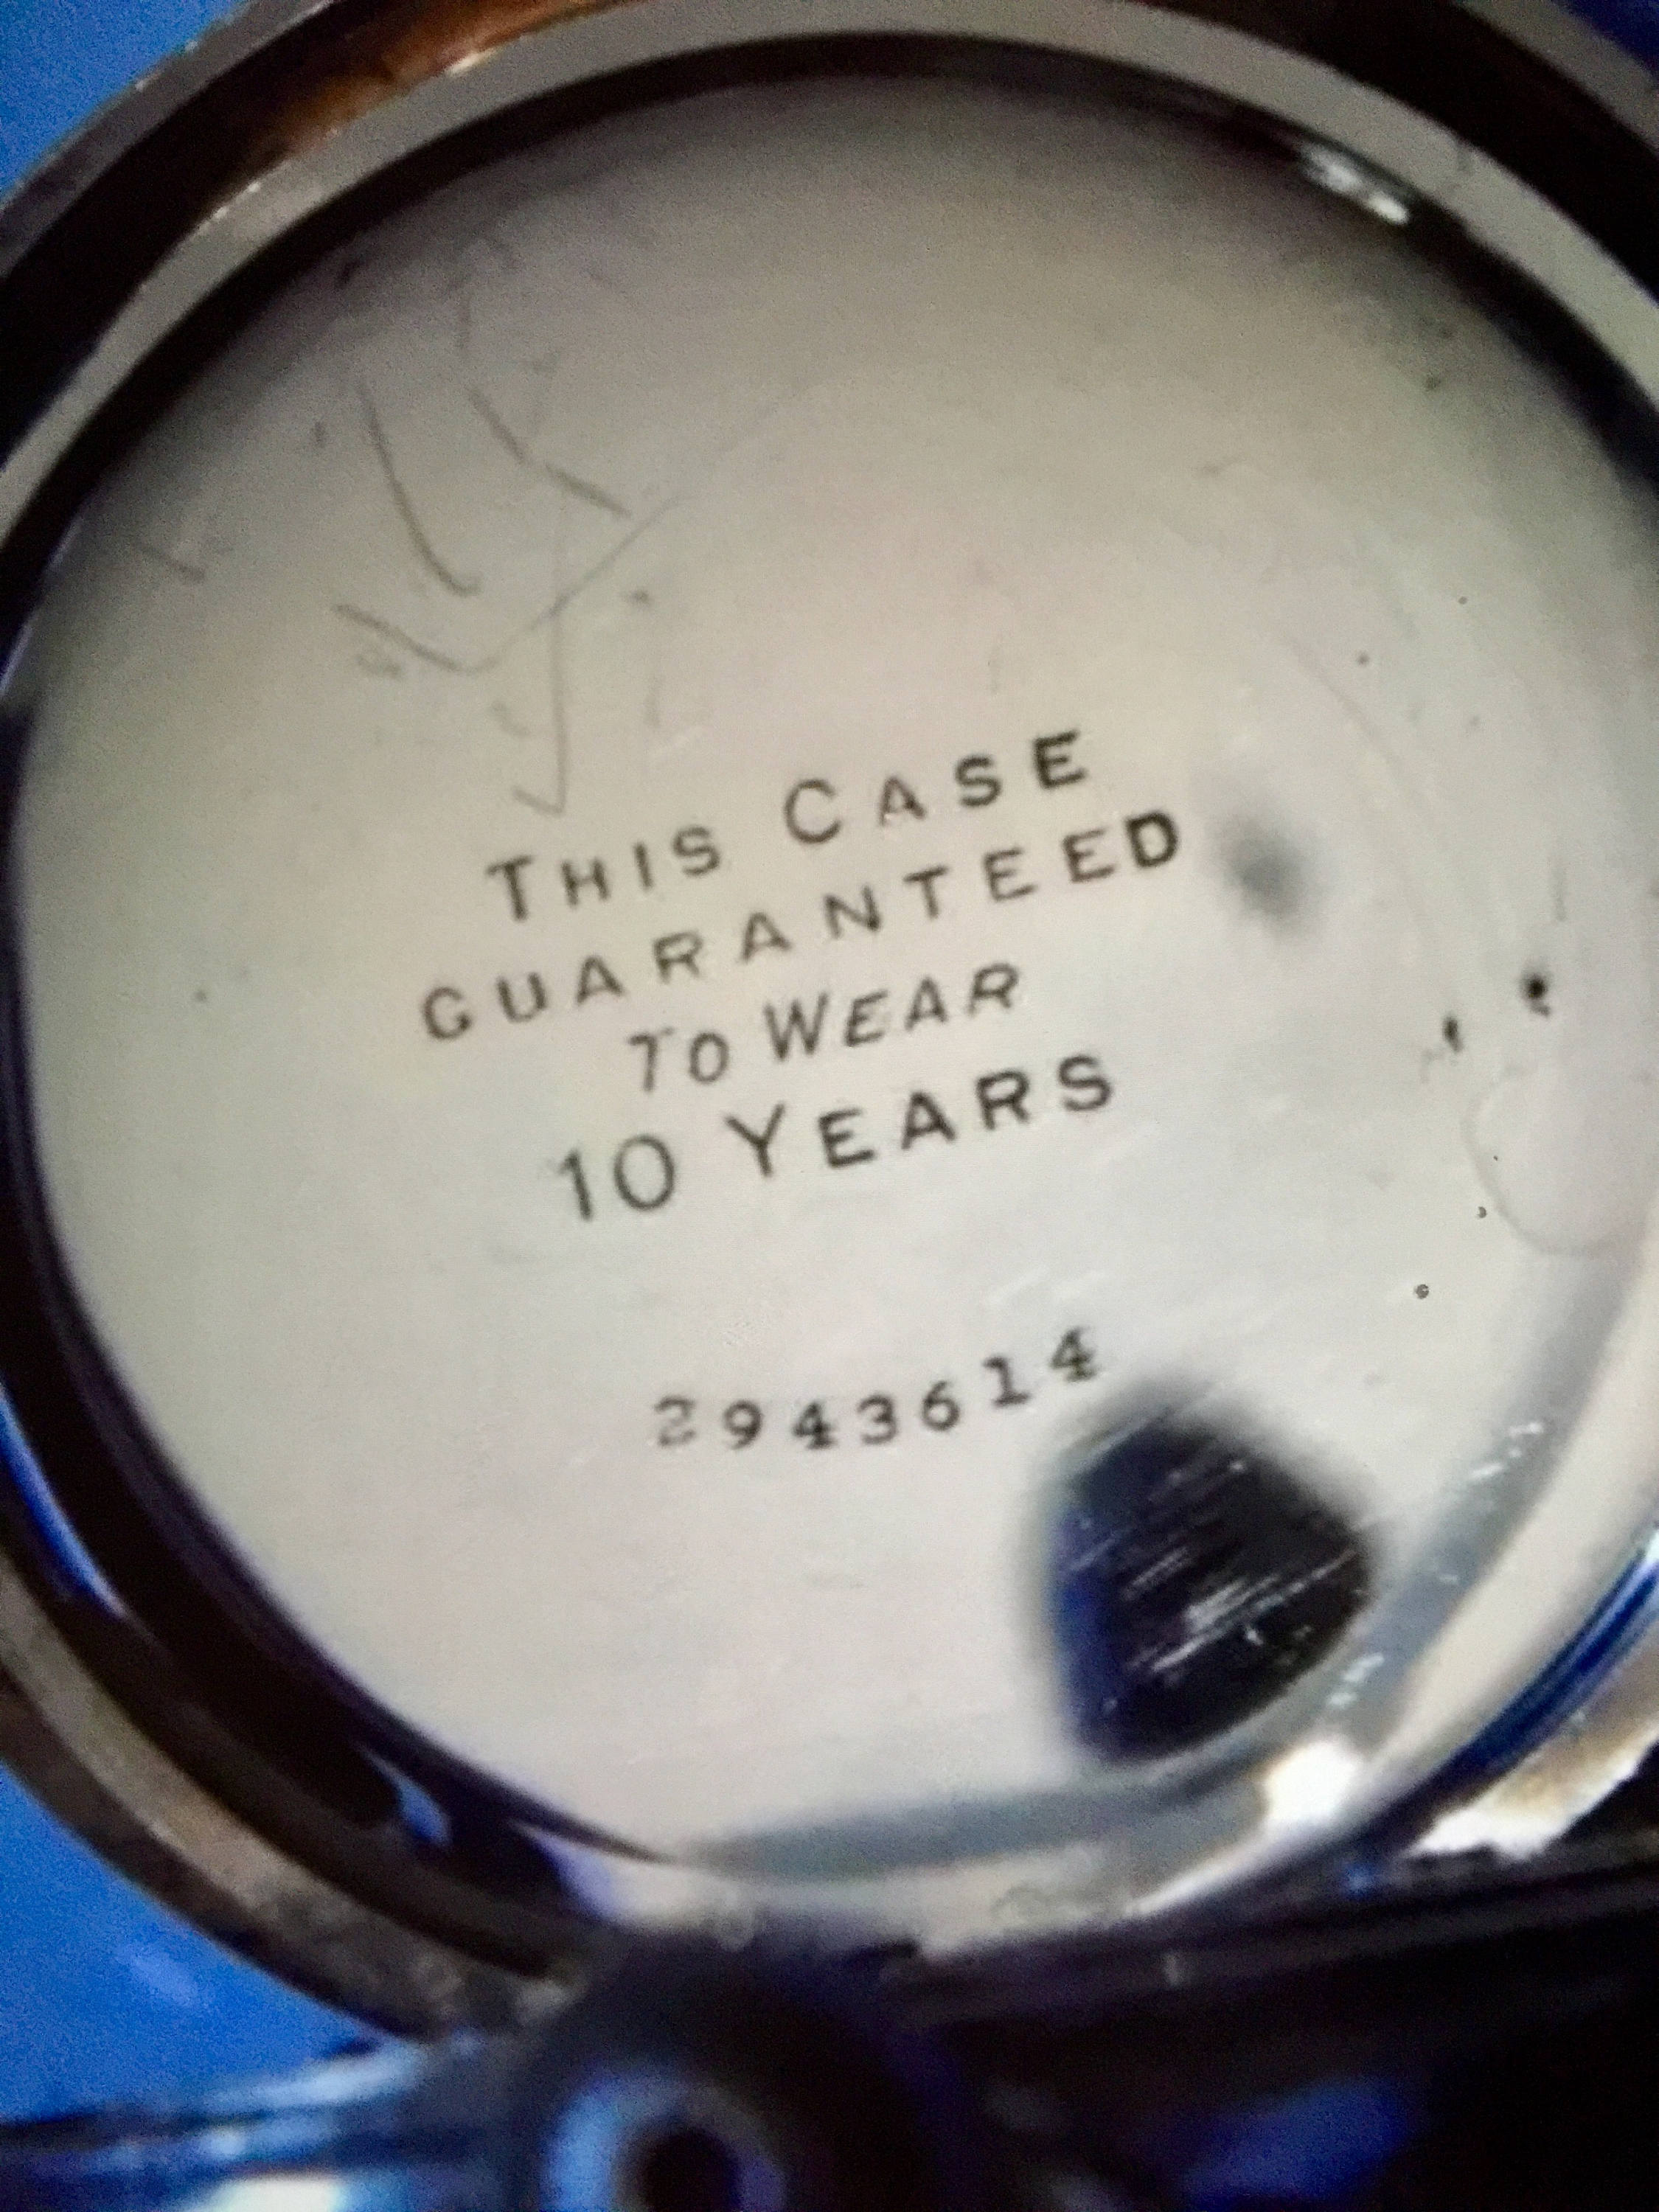 THIS CASE
GUARANTEED
TO WEAR
10 YEARS
2943614